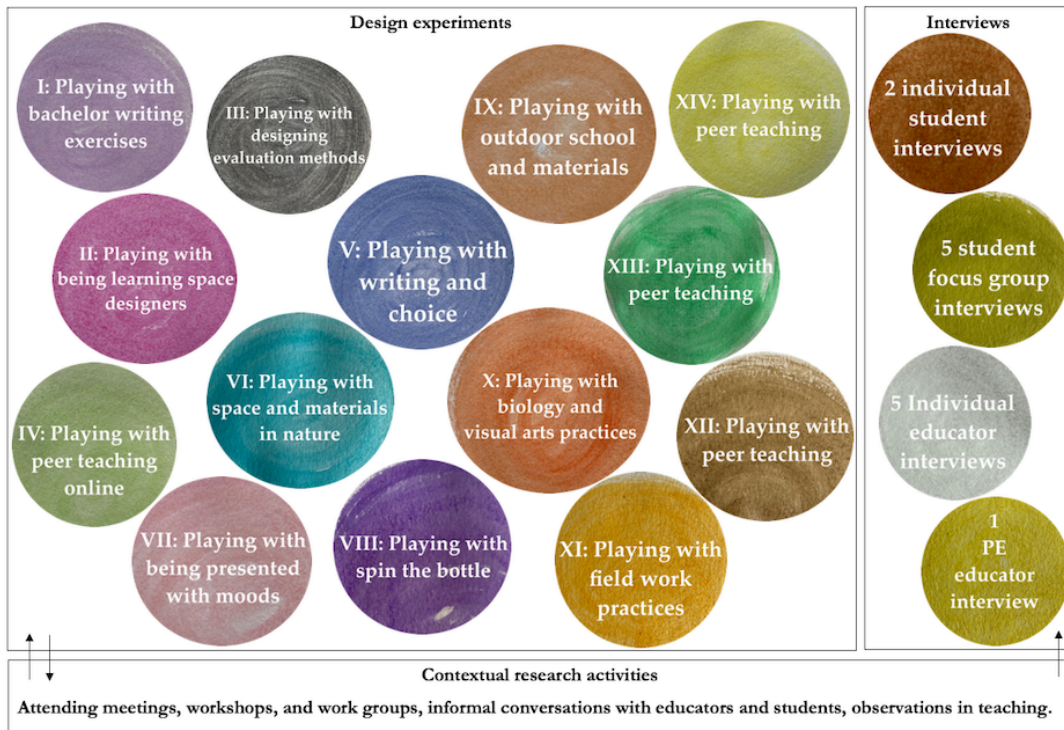 Design experiments
I: Playing with
bachelor writing
exercises
III: Playing with
designing
evaluation methods
IX: Playing with
outdoor school
and materials
XIV: Playing with
peer teaching
II: Playing with
being learning space
designers
V: Playing with
writing and
choice
XIII: Playing with
peer teaching
IV: Playing with
peer teaching
online
VI: Playing with
space and materials
in nature
X: Playing with
biology and
visual arts practices
XII: Playing with
peer teaching
VII: Playing with
being presented
with moods
VIII: Playing with
spin the bottle
XI: Playing with
field work
practices
Interviews
2 individual
student
interviews
5 student
focus group
interviews
5 Individual
educator
interviews
1
PE
educator
interview
Contextual research activities
Attending meetings, workshops, and work groups, informal conversations with educators and students, observations in teaching.